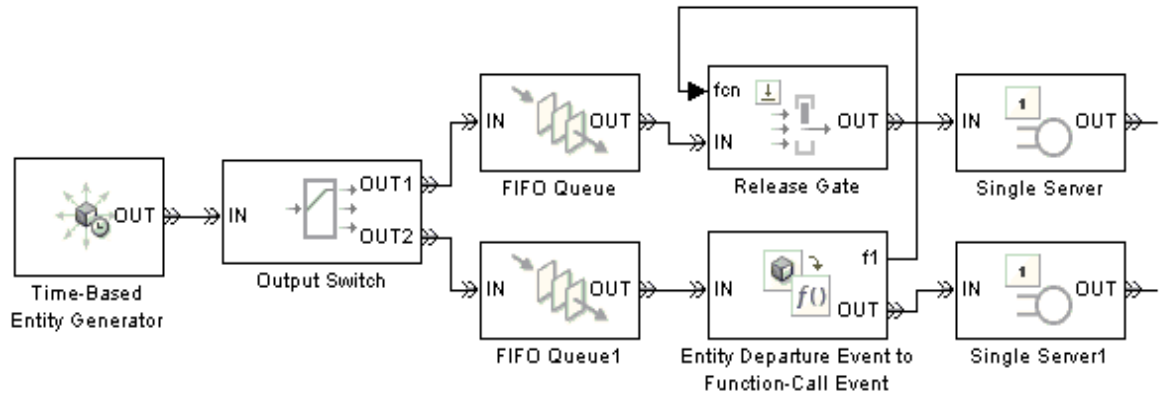 OUT
Time-Based
Entity Generator
IN
OUT1
OUT2
Output Switch
IN
OUT
FIFO Queue
fcn
IN
OUT
Release Gate
IN
1
OUT
Single Server
IN
OUT
FIFO Queue1
IN
f1
f()
OUT
Entity Departure Event to
Function-Call Event
IN
1
OUT
Single Server1